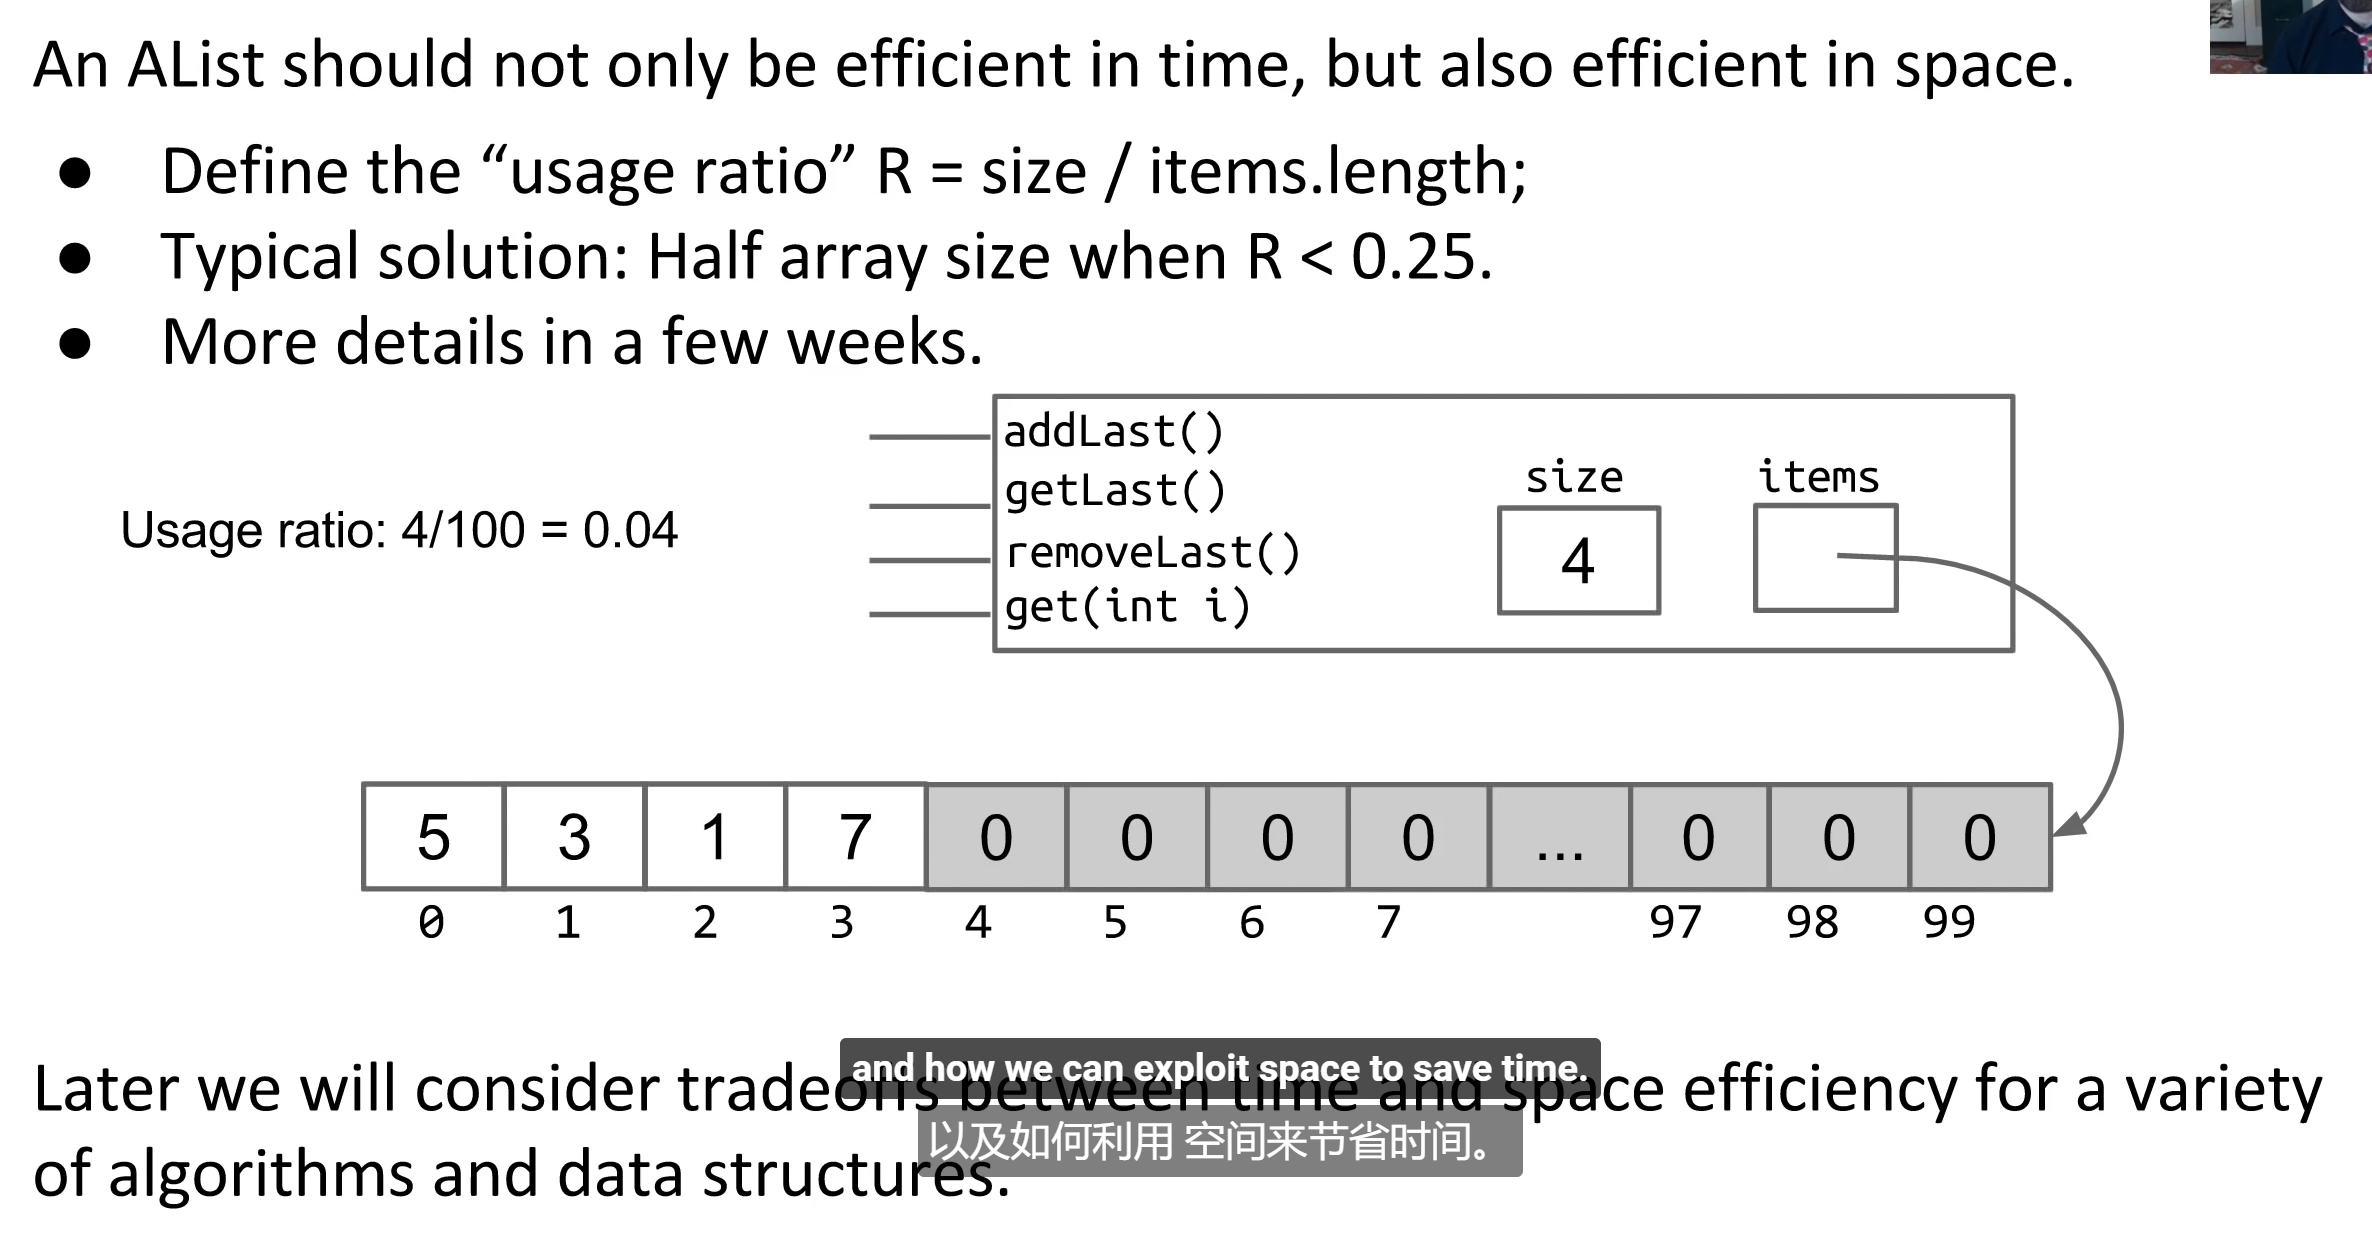 An AList should not only be efficient in time, but also efficient in space.
● Define the “usage ratio” R = size / items.length;
● Typical solution: Half array size when R < 0.25.
● More details in a few weeks.
addLast()
getLast()
removeLast()
get(int i)
size
items
4
Usage ratio: 4/100 = 0.04
5 3 1 7 0 0 0 0 ... 0 0 0
0 1 2 3 4 5 6 7 97 98 99
Later we will consider tradeoffs between time and space efficiency for a variety
of algorithms and data structures.
and how we can exploit space to save time.
以及如何利用 空间来节省时间。